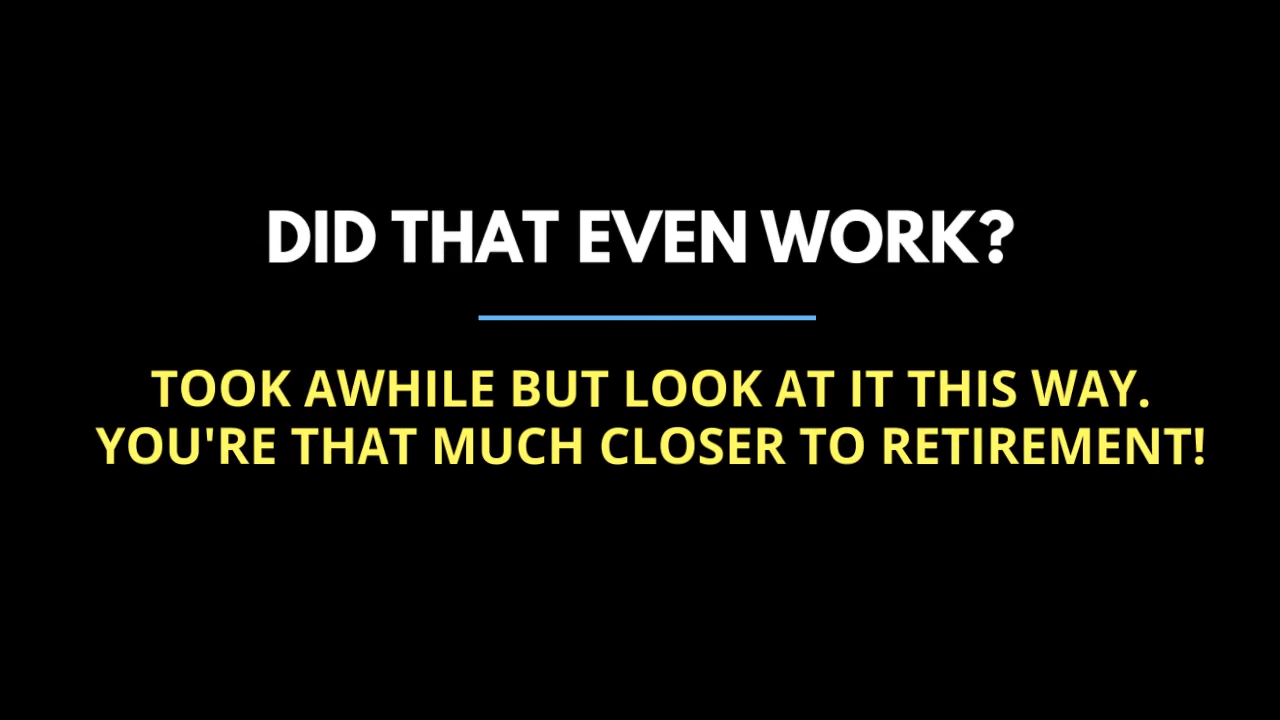 DID THAT EVEN WORK?
TOOK AWHILE BUT LOOK AT IT THIS WAY.
YOU'RE THAT MUCH CLOSER TO RETIREMENT!